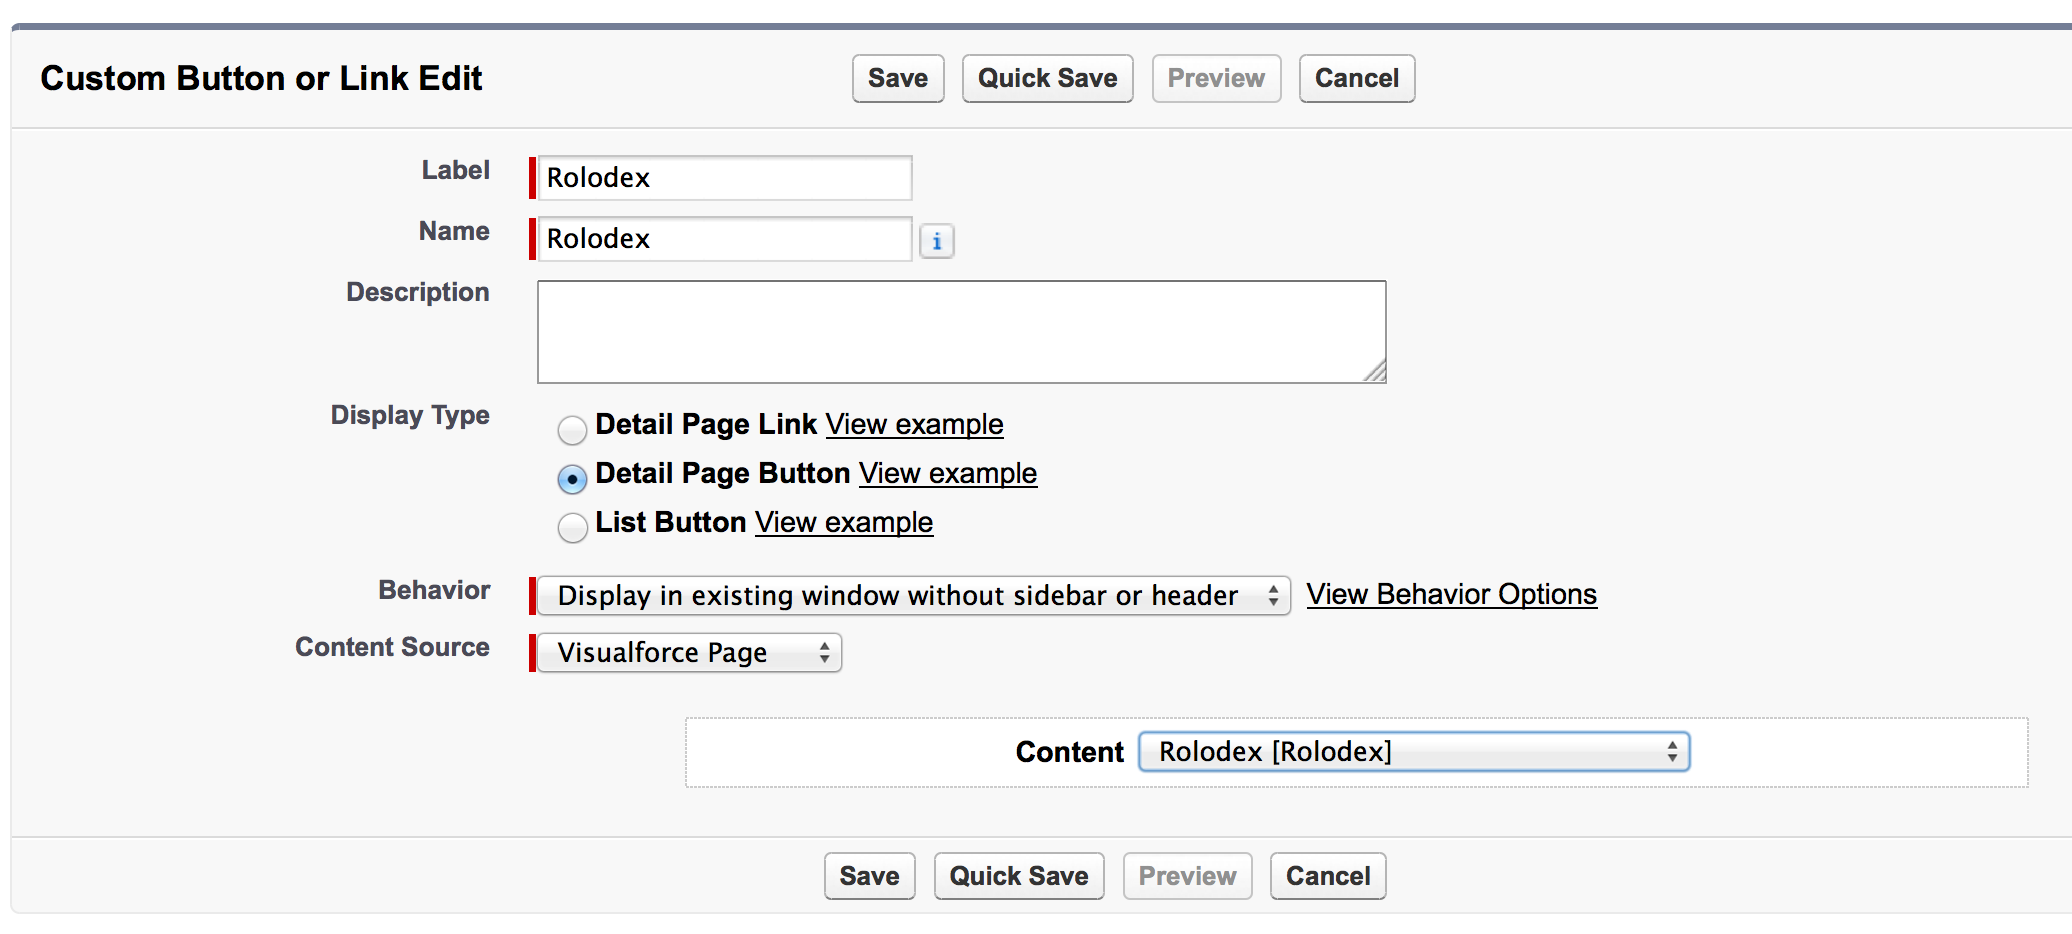 Custom Button or Link Edit Save Quick Save Preview Cancel
Label Rolodex
Name Rolodex i
Description
Display Type Detail Page Link View example
Detail Page Button View example
List Button View example
Behavior Display in existing window without sidebar or header View Behavior Options
Content Source Visualforce Page
Content Rolodex [Rolodex]
Save Quick Save Preview Cancel